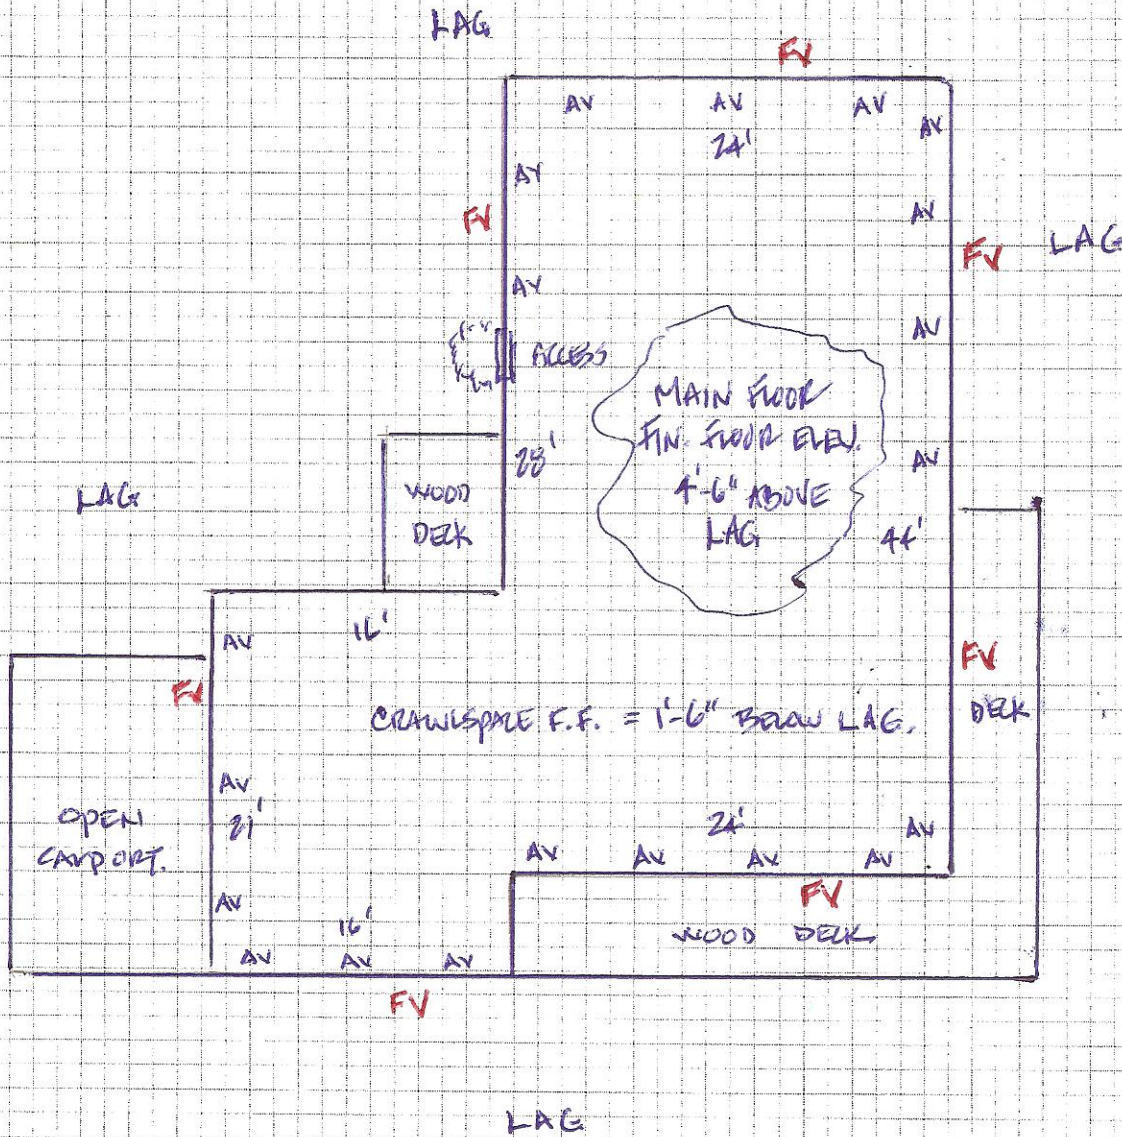 LAG
FV
AV AV AV
AV
24'
AV
AV
FV
FV
LAG
AV
AV
ACCESS
MAIN FLOOR
FIN. FLOOR ELEV.
4'-6" ABOVE
LAG
28'
AV
LAG
WOOD
DECK
44'
16'
AV
FV
FV
CRAWLSPACE F.F. = 1'-6" BELOW LAG.
DECK
AV
OPEN
CARPORT.
21'
24'
AV
AV AV AV AV
FV
AV
16'
WOOD DECK
AV AV AV
FV
LAG